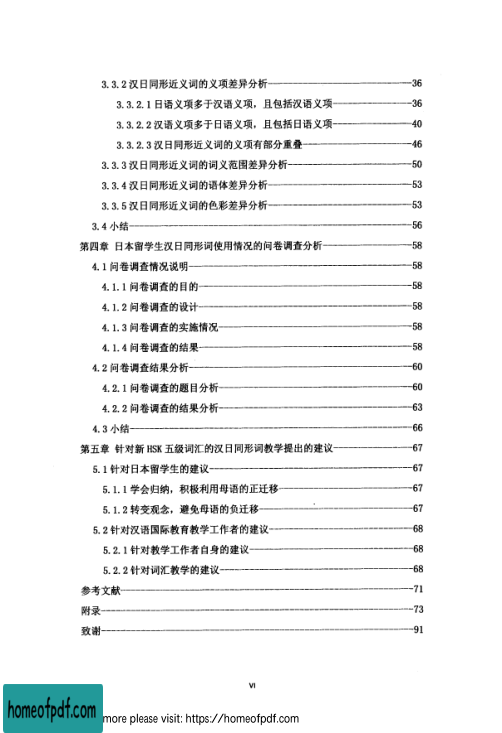 3.3.2汉日同形近义词的义项差异分析————36
3.3.2.1日语义项多于汉语义项，且包括汉语义项————36
3.3.2.2汉语义项多于日语义项，且包括日语义项————40
3.3.2.3汉日同形近义词的义项有部分重叠————46
3.3.3汉日同形近义词的词义范围差异分析————50
3.3.4汉日同形近义词的语体差异分析————53
3.3.5汉日同形近义词的色彩差异分析————53
3.4小结————56
第四章 日本留学生汉日同形词使用情况的问卷调查分析————58
4.1问卷调查情况说明————58
4.1.1问卷调查的目的————58
4.1.2问卷调查的设计————58
4.1.3问卷调查的实施情况————58
4.1.4问卷调查的结果————58
4.2问卷调查结果分析————60
4.2.1问卷调查的题目分析————60
4.2.2问卷调查的结果分析————63
4.3小结————66
第五章 针对新HSK五级词汇的汉日同形词教学提出的建议————67
5.1针对日本留学生的建议————67
5.1.1学会归纳，积极利用母语的正迁移————67
5.1.2转变观念，避免母语的负迁移————67
5.2针对汉语国际教育教学工作者的建议————68
5.2.1针对教学工作者自身的建议————68
5.2.2针对词汇教学的建议————68
参考文献————71
附录————73
致谢————91
VI
homeofpdf.com
more please visit: https://homeofpdf.com